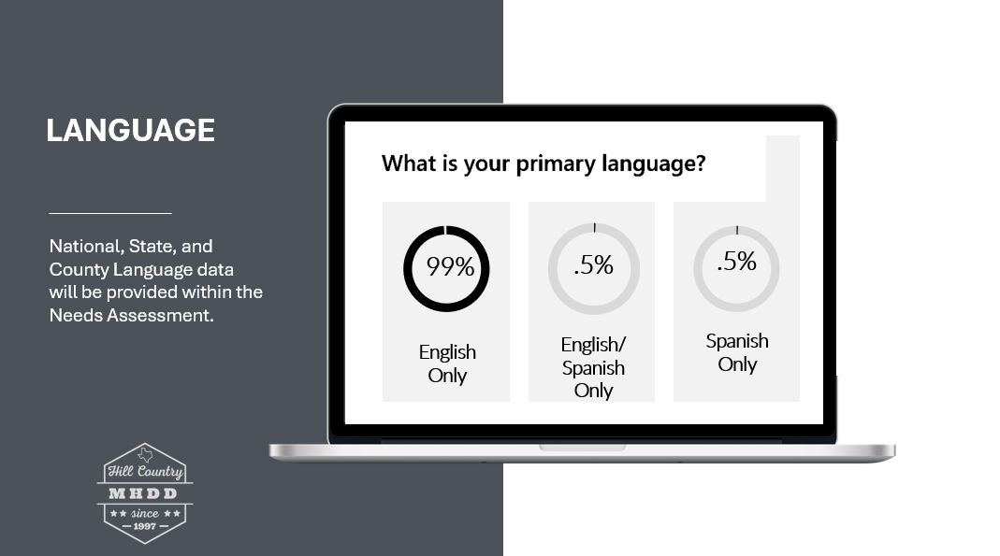 LANGUAGE
National, State, and
County Language data
will be provided within the
Needs Assessment.
What is your primary language?
99%
English
Only
.5%
English/
Spanish
Only
.5%
Spanish
Only
Hill Country
MHDD
since
1997